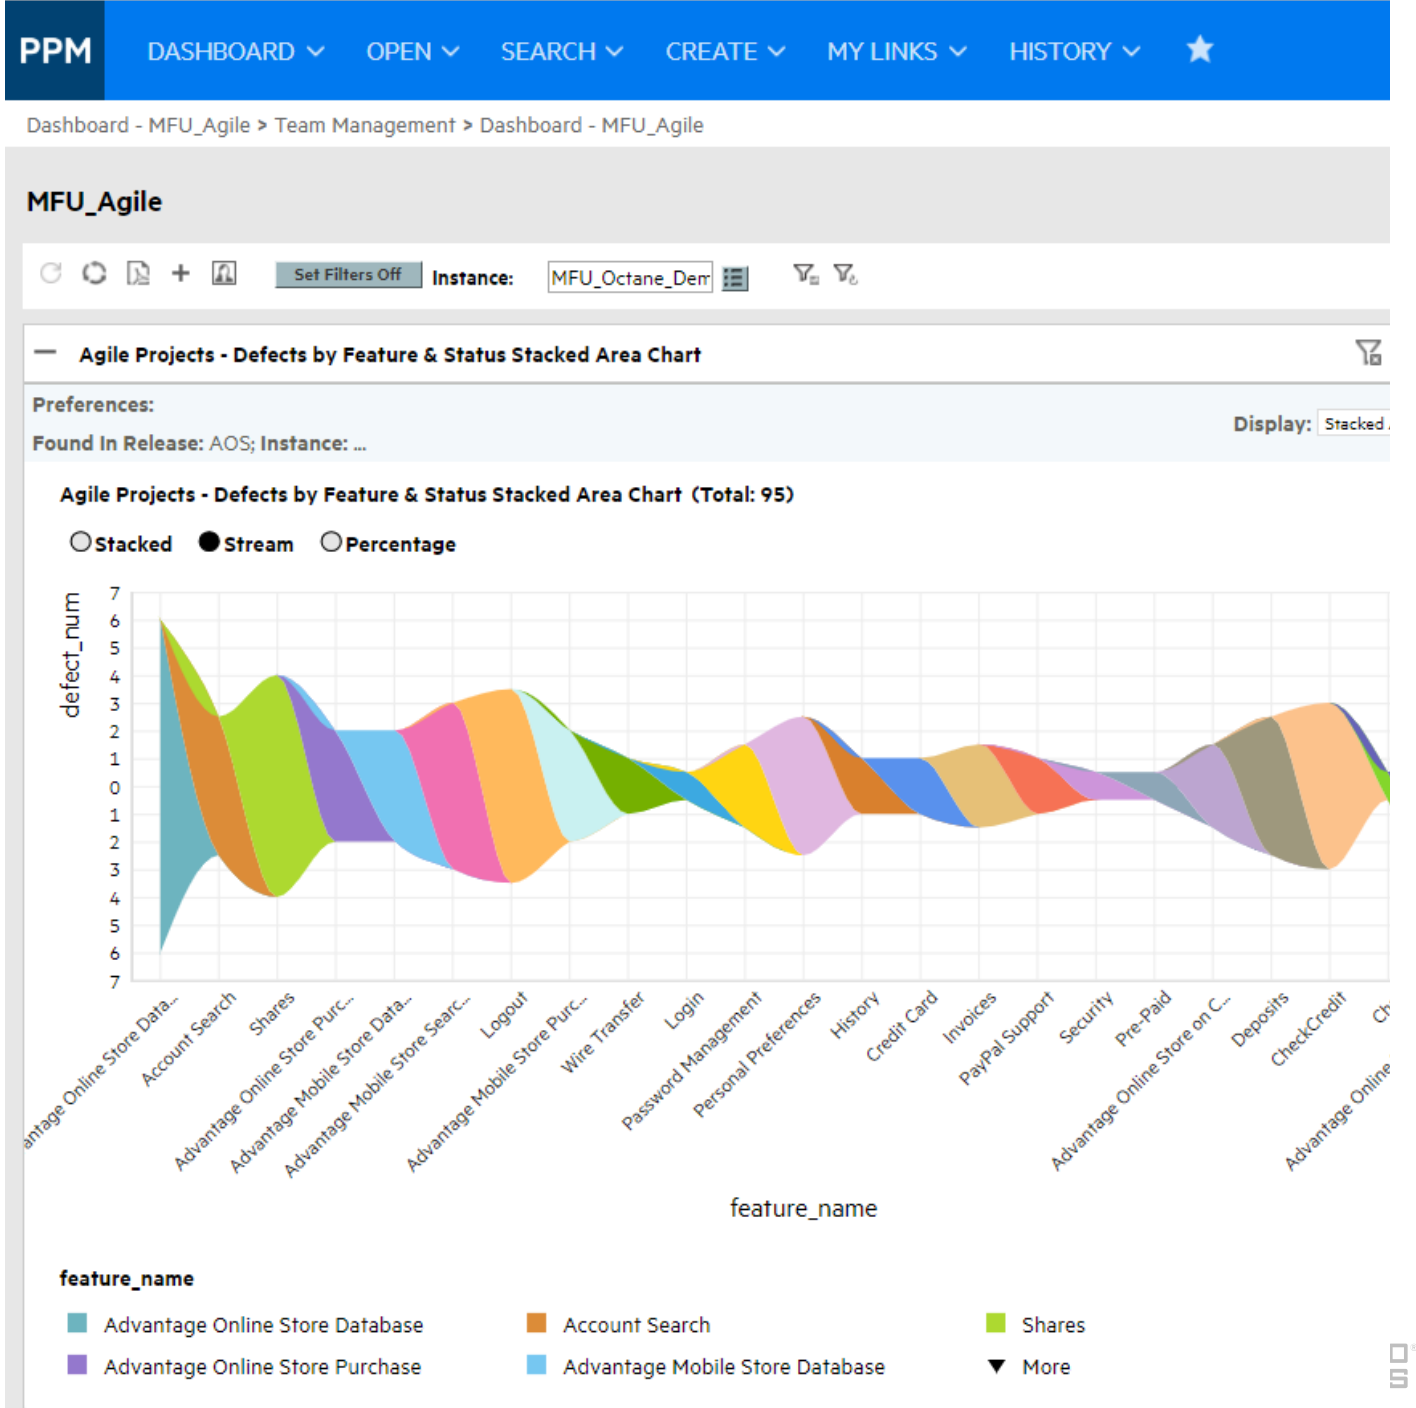 PPM DASHBOARD OPEN SEARCH CREATE MY LINKS HISTORY
Dashboard - MFU_Agile > Team Management > Dashboard - MFU_Agile
MFU_Agile
Set Filters Off Instance: MFU_Octane_Dem
Agile Projects - Defects by Feature & Status Stacked Area Chart
Preferences:
Found In Release: AOS; Instance: ...
Display: Stacked
Agile Projects - Defects by Feature & Status Stacked Area Chart (Total: 95)
Stacked Stream Percentage
defect_num
7
6
5
4
3
2
1
0
1
2
3
4
5
6
7
antage Online Store Data...
Account Search
Shares
Advantage Online Store Purc...
Advantage Mobile Store Data...
Advantage Mobile Store Searc...
Logout
Advantage Mobile Store Purc...
Wire Transfer
Login
Password Management
Personal Preferences
History
Credit Card
Invoices
PayPal Support
Security
Pre-Paid
Advantage Online Store on C...
Deposits
CheckCredit
Advantage Online
Ch
feature_name
feature_name
Advantage Online Store Database Account Search Shares
Advantage Online Store Purchase Advantage Mobile Store Database More